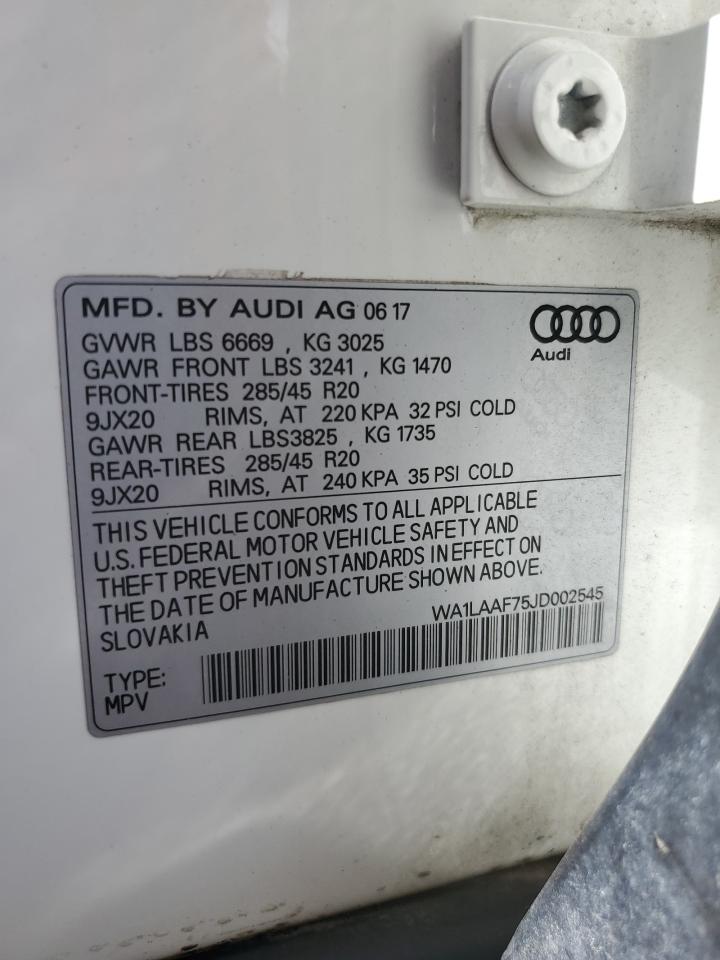 MFD. BY AUDI AG 06 17
Audi
GVWR LBS 6669 , KG 3025
GAWR FRONT LBS 3241 , KG 1470
FRONT-TIRES 285/45 R20
9JX20 RIMS, AT 220 KPA 32 PSI COLD
GAWR REAR LBS3825 , KG 1735
REAR-TIRES 285/45 R20
9JX20 RIMS, AT 240 KPA 35 PSI COLD
THIS VEHICLE CONFORMS TO ALL APPLICABLE
U.S. FEDERAL MOTOR VEHICLE SAFETY AND
THEFT PREVENTION STANDARDS IN EFFECT ON
THE DATE OF MANUFACTURE SHOWN ABOVE.
SLOVAKIA WA1LAAF75JD002545
TYPE:
MPV